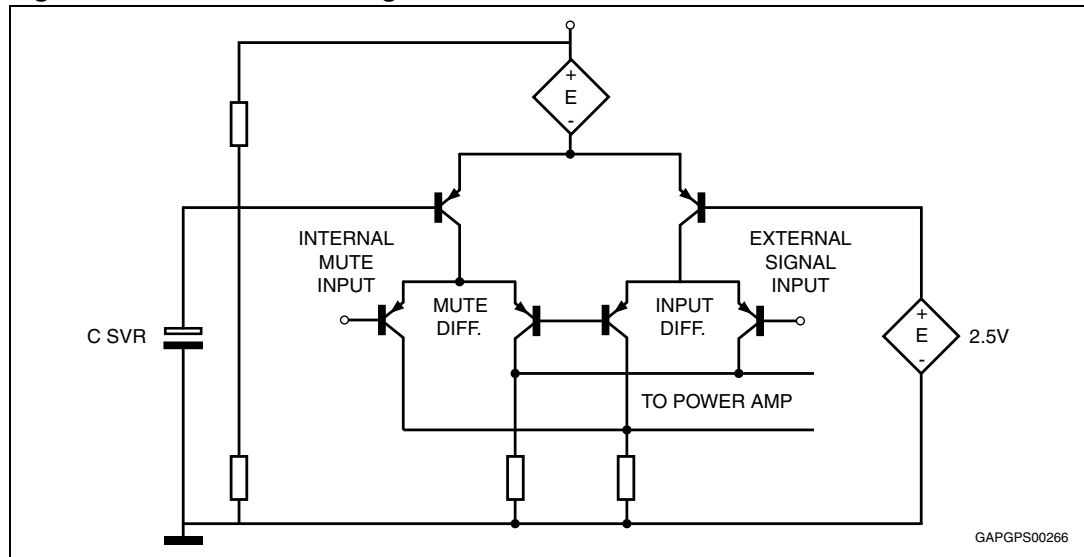 +
E
-
INTERNAL
MUTE
INPUT
EXTERNAL
SIGNAL
INPUT
MUTE
DIFF.
INPUT
DIFF.
C SVR
+
E
-
2.5V
TO POWER AMP
GAPGPS00266